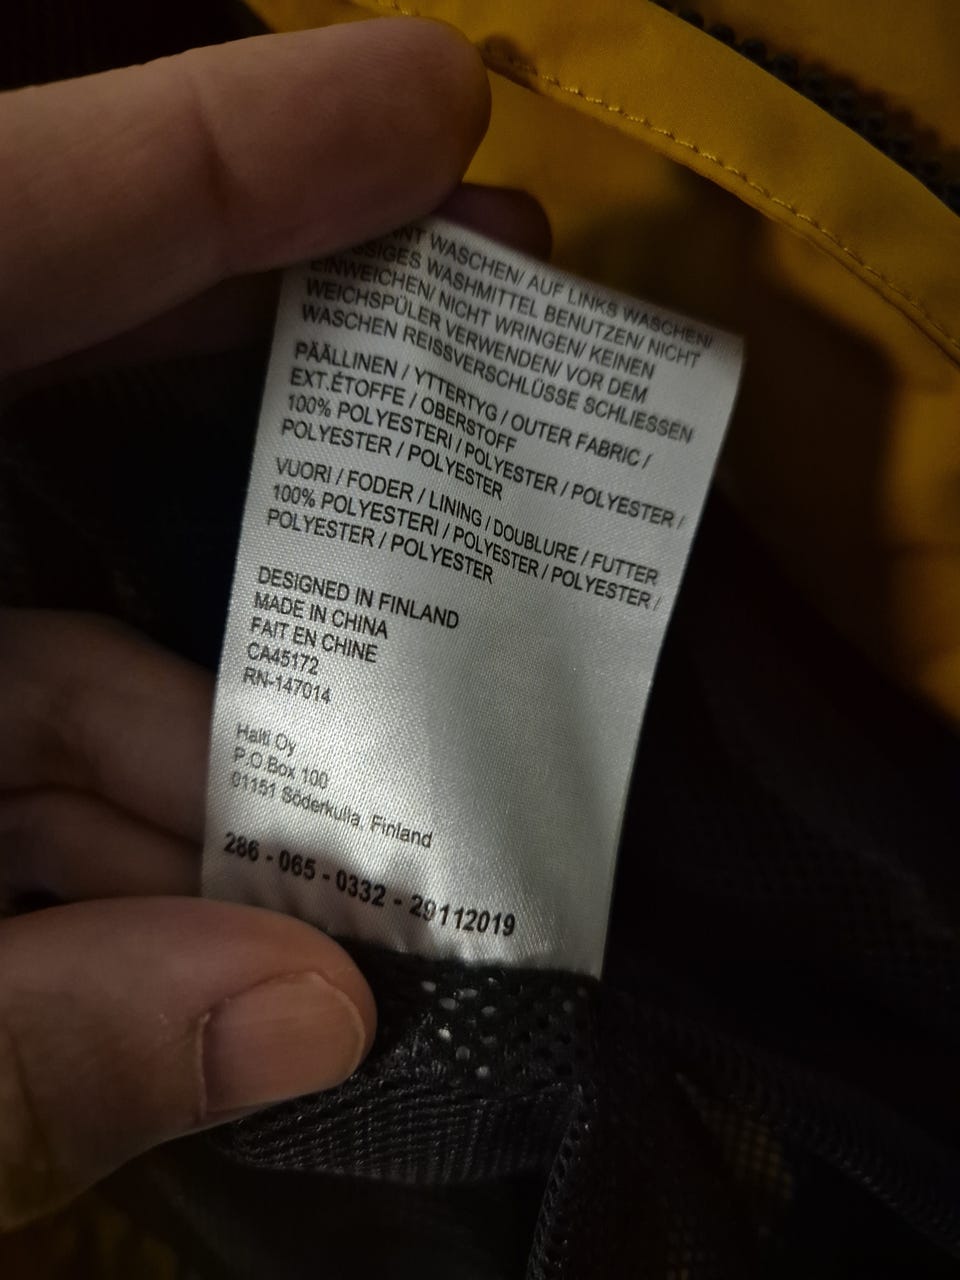 WASCHEN/ AUF LINKS WASCHEN/
WASHMITTEL BENUTZEN/ NICHT
EINWEICHEN/ NICHT WRINGEN/ KEINEN
WEICHSPÜLER VERWENDEN/ VOR DEM
WASCHEN REISSVERSCHLÜSSE SCHLIESSEN
PÄÄLLINEN / YTTERTYG / OUTER FABRIC /
EXT.ÉTOFFE / OBERSTOFF
100% POLYESTERI / POLYESTER / POLYESTER /
POLYESTER / POLYESTER
VUORI / FODER / LINING / DOUBLURE / FUTTER
100% POLYESTERI / POLYESTER / POLYESTER /
POLYESTER / POLYESTER
DESIGNED IN FINLAND
MADE IN CHINA
FAIT EN CHINE
CA45172
RN-147014
Halti Oy
P.O.Box 100
01151 Söderkulla, Finland
286 - 065 - 0332 - 29112019